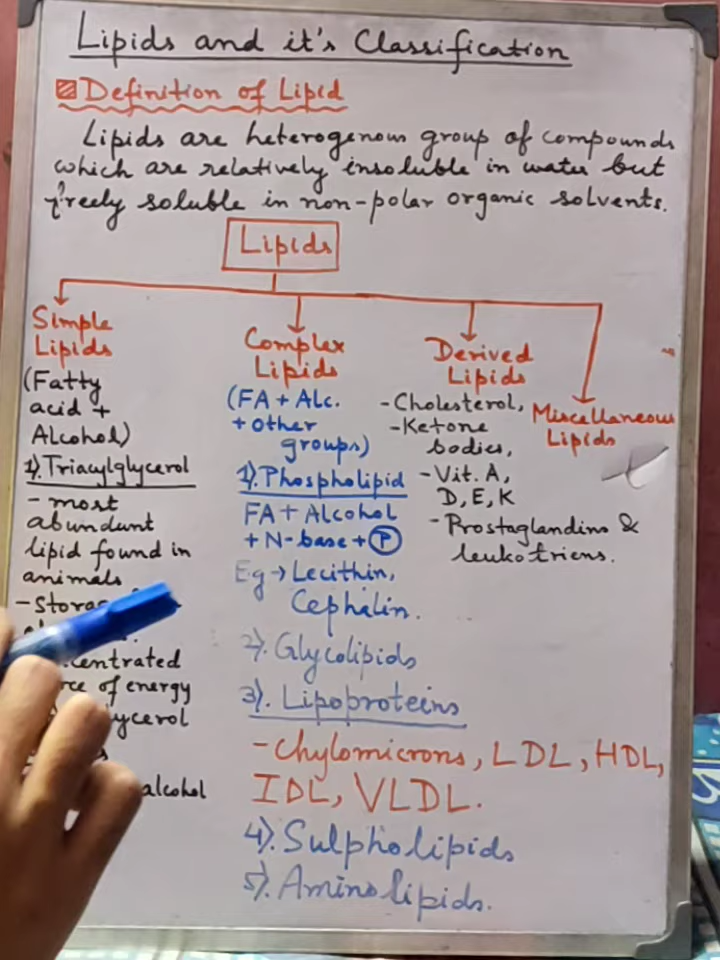 Lipids and it's Classification
Definition of Lipid
Lipids are heterogenous group of compounds
which are relatively insoluble in water but
freely soluble in non-polar organic solvents.
Lipids
Simple
Lipids
(Fatty
acid +
Alcohol)
1). Triacylglycerol
- most
abundunt
lipid found in
animals
- Storag
centrated
rce of energy
ycerol
alcohol
Complex
Lipids
(FA + Alc.
+ other
groups)
1). Phospholipid
FA + Alcohol
+ N-base + P
E.g → Lecithin,
Cephalin.
2). Glycolipids
3). Lipoproteins
- Chylomicrons, LDL, HDL,
IDL, VLDL.
4). Sulpholipids
5). Aminolipids.
Derived
Lipids
- Cholesterol,
- Ketone
bodies,
- Vit. A,
D, E, K
- Prostaglandins &
leukotriens.
Miscellaneous
Lipids